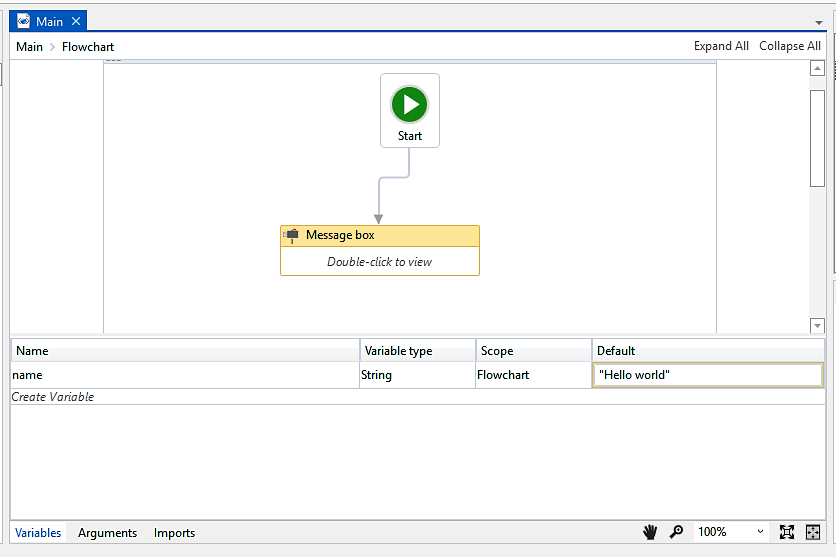 Main
Main > Flowchart
Expand All Collapse All
Start
Message box
Double-click to view
Name Variable type Scope Default
name String Flowchart "Hello world"
Create Variable
Variables Arguments Imports 100%